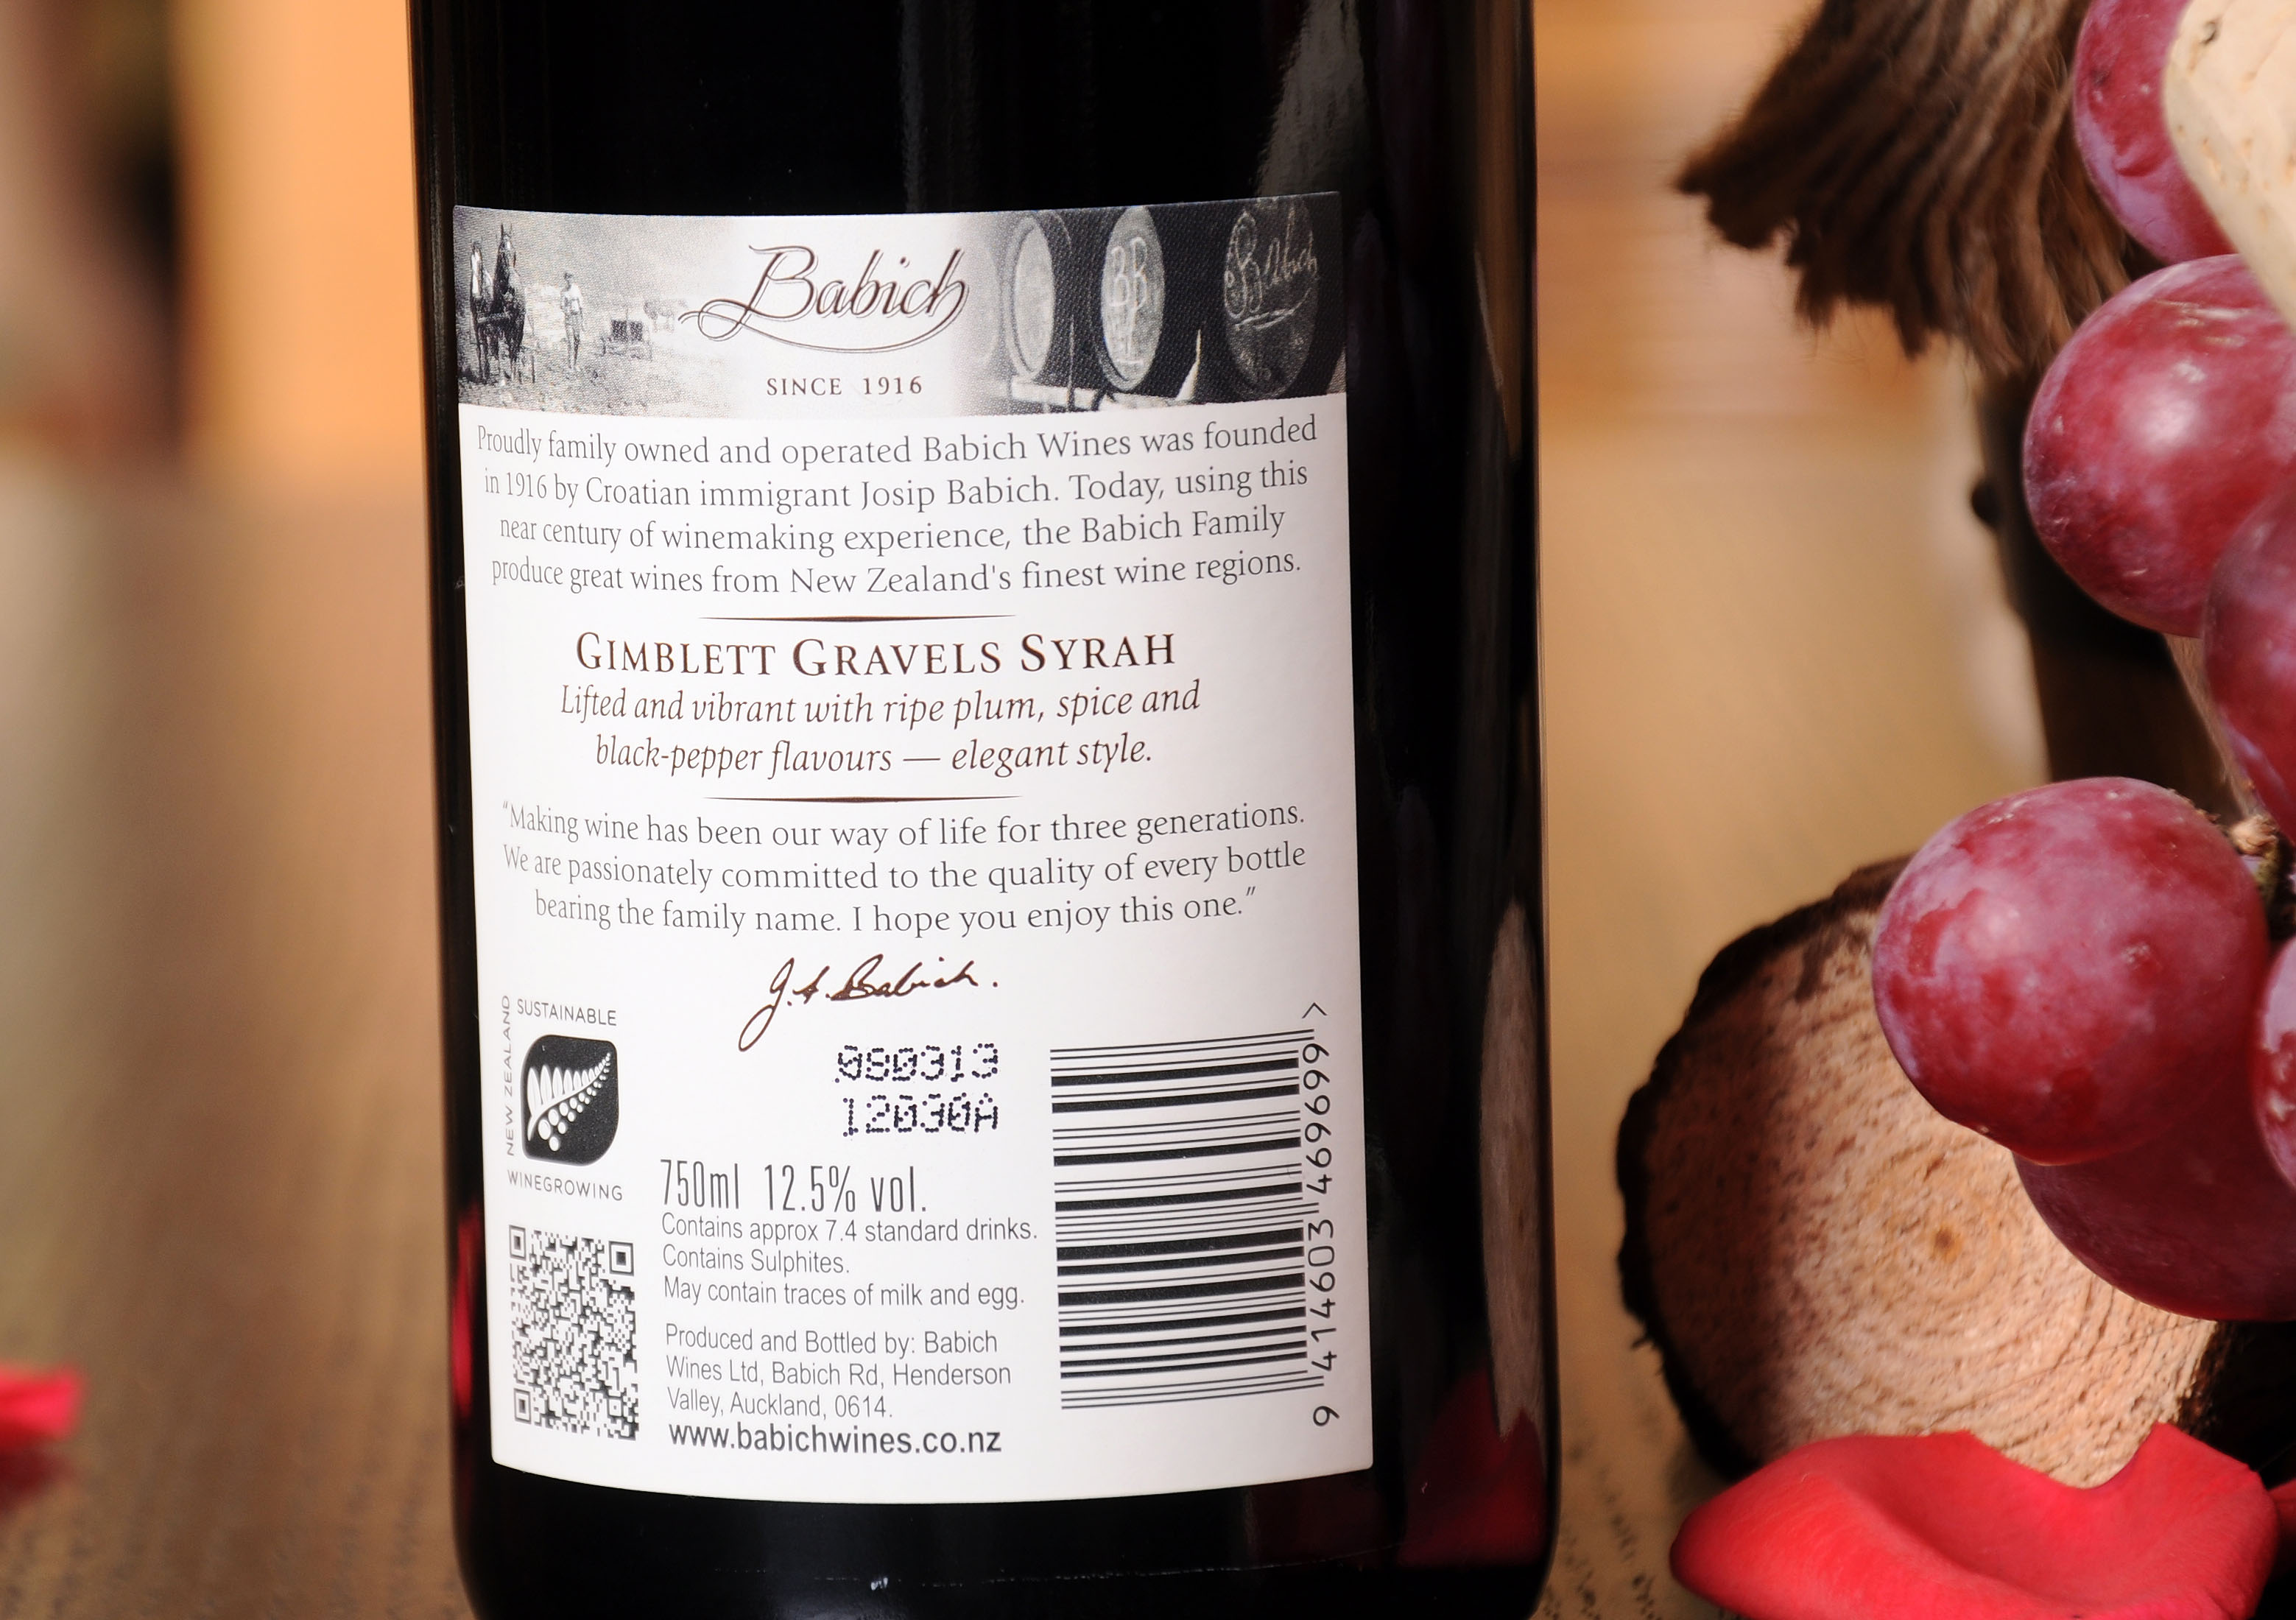 Babich
SINCE 1916
BB
Babich
Proudly family owned and operated Babich Wines was founded
in 1916 by Croatian immigrant Josip Babich. Today, using this
near century of winemaking experience, the Babich Family
produce great wines from New Zealand's finest wine regions.
GIMBLETT GRAVELS SYRAH
Lifted and vibrant with ripe plum, spice and
black-pepper flavours — elegant style.
“Making wine has been our way of life for three generations.
We are passionately committed to the quality of every bottle
bearing the family name. I hope you enjoy this one.”
J.A. Babich.
NEW ZEALAND
SUSTAINABLE
WINEGROWING
080313
12030A
750ml 12.5% vol.
Contains approx 7.4 standard drinks.
Contains Sulphites.
May contain traces of milk and egg.
Produced and Bottled by: Babich
Wines Ltd, Babich Rd, Henderson
Valley, Auckland, 0614.
www.babichwines.co.nz
9 414603 469699 >